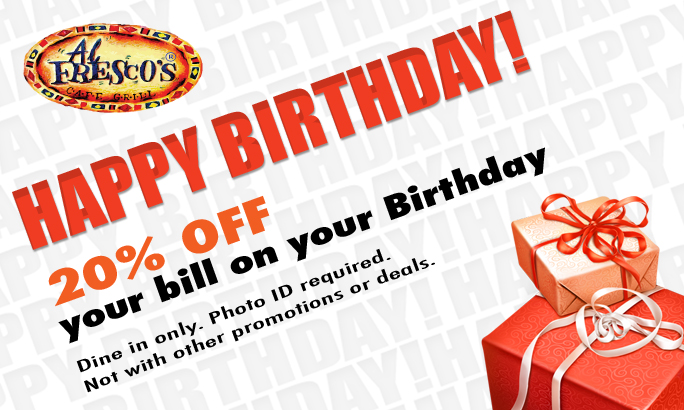 AL
FRESCO'S®
CAFE GRILL
HAPPY BIRTHDAY!
20% OFF
your bill on your Birthday
Dine in only. Photo ID required.
Not with other promotions or deals.